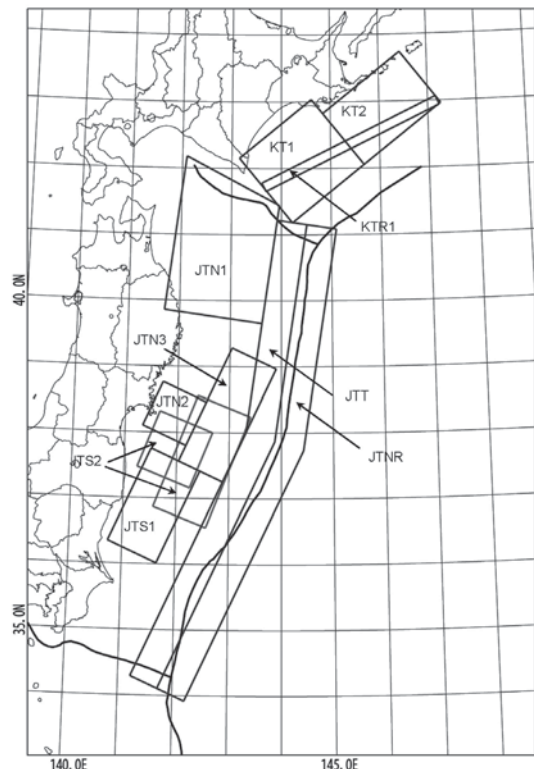 KT2
KT1
KTR1
JTN1
40.0N
JTN3
JTT
JTN2
JTNR
JTS2
JTS1
35.0N
140.0E
145.0E